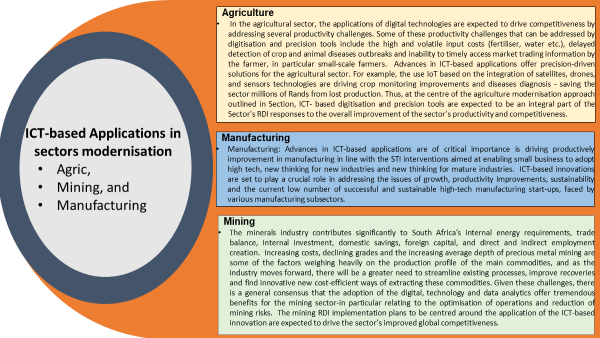 ICT-based Applications in
sectors modernisation
• Agric,
• Mining, and
• Manufacturing
Agriculture
• In the agricultural sector, the applications of digital technologies are expected to drive competitiveness by
addressing several productivity challenges. Some of these productivity challenges that can be addressed by
digitisation and precision tools include the high and volatile input costs (fertiliser, water etc.), delayed
detection of crop and animal diseases outbreaks and inability to timely access market trading information by
the farmer, in particular small-scale farmers. Advances in ICT-based applications offer precision-driven
solutions for the agricultural sector. For example, the use IoT based on the integration of satellites, drones,
and sensors technologies are driving crop monitoring improvements and diseases diagnosis - saving the
sector millions of Rands from lost production. Thus, at the centre of the agriculture modernisation approach
outlined in Section, ICT- based digitisation and precision tools are expected to be an integral part of the
Sector's RDI responses to the overall improvement of the sector's productivity and competitiveness.
Manufacturing
• Manufacturing: Advances in ICT-based applications are of critical importance is driving productively
improvement in manufacturing in line with the STI interventions aimed at enabling small business to adopt
high tech, new thinking for new industries and new thinking for mature industries. ICT-based innovations
are set to play a crucial role in addressing the issues of growth, productivity improvements, sustainability
and the current low number of successful and sustainable high-tech manufacturing start-ups, faced by
various manufacturing subsectors.
Mining
• The minerals industry contributes significantly to South Africa's internal energy requirements, trade
balance, internal investment, domestic savings, foreign capital, and direct and indirect employment
creation. Increasing costs, declining grades and the increasing average depth of precious metal mining are
some of the factors weighing heavily on the production profile of the main commodities, and as the
industry moves forward, there will be a greater need to streamline existing processes, improve recoveries
and find innovative new cost-efficient ways of extracting these commodities. Given these challenges, there
is a general consensus that the adoption of the digital, technology and data analytics offer tremendous
benefits for the mining sector-in particular relating to the optimisation of operations and reduction of
mining risks. The mining RDI implementation plans to be centred around the application of the ICT-based
innovation are expected to drive the sector's improved global competitiveness.